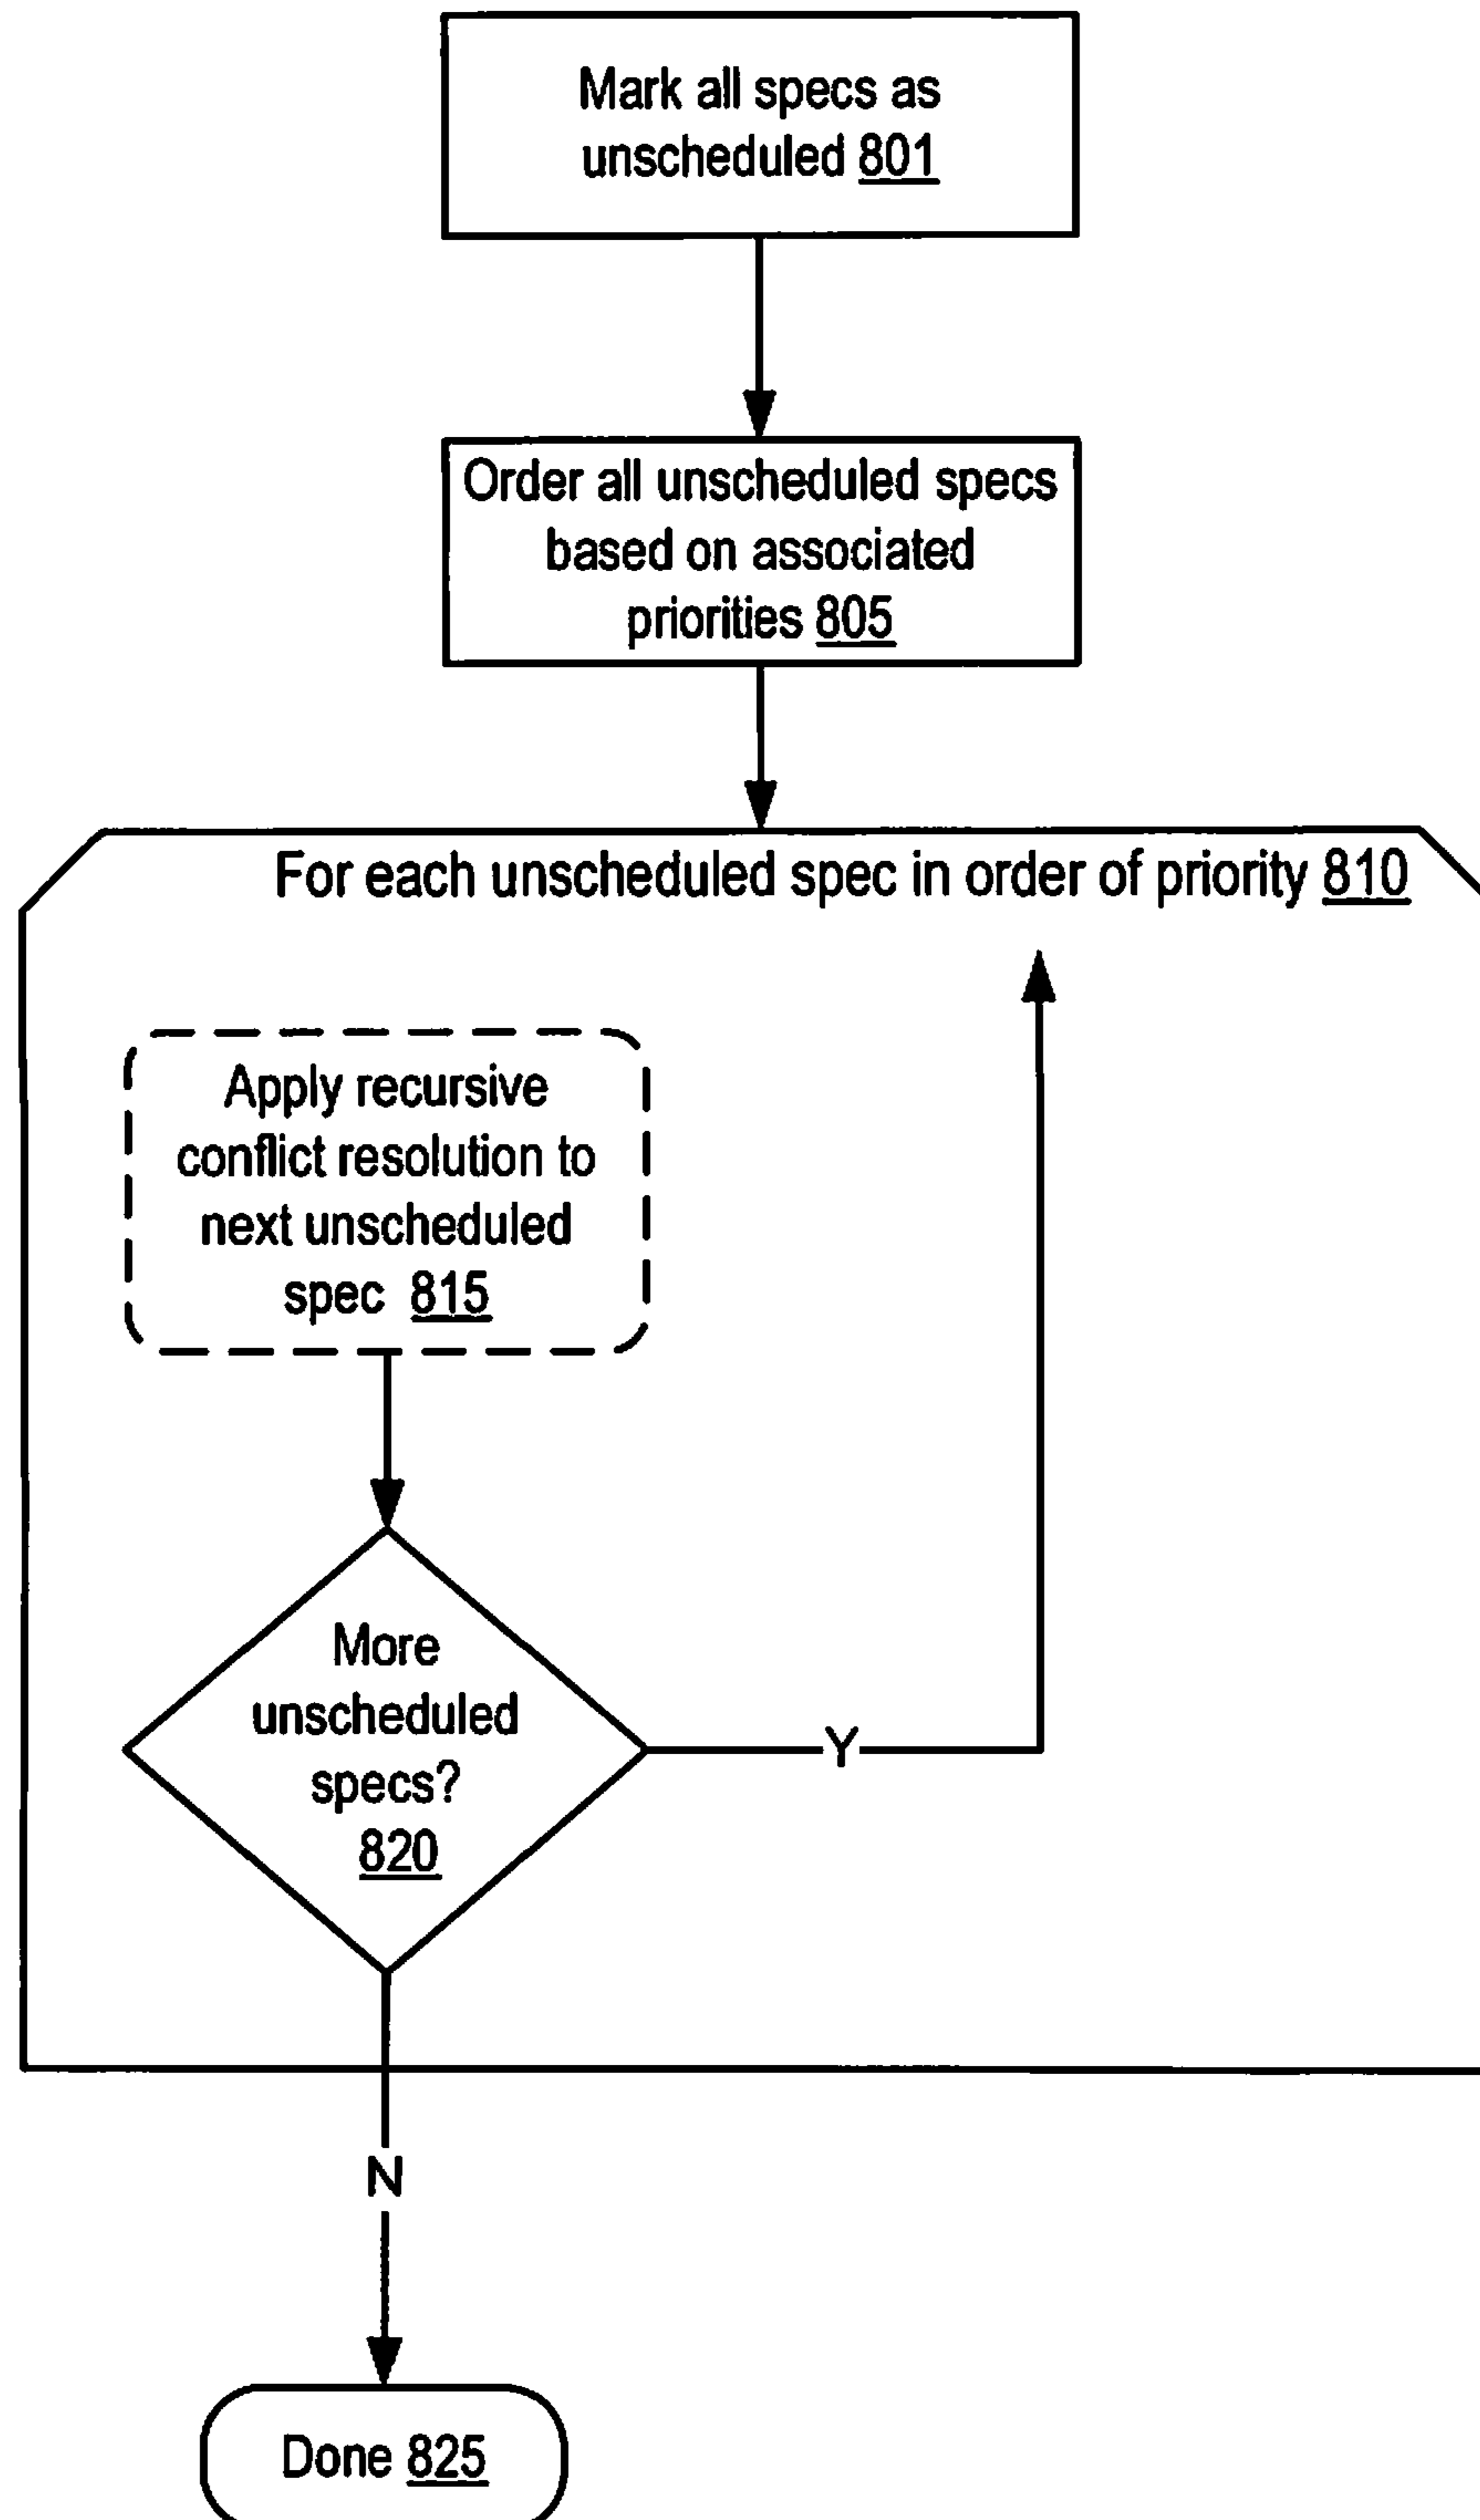 Mark all specs as
unscheduled 801
Order all unscheduled specs
based on associated
priorities 805
For each unscheduled spec in order of priority 810
Apply recursive
conflict resolution to
next unscheduled
spec 815
More
unscheduled
specs?
820
Y
N
Done 825